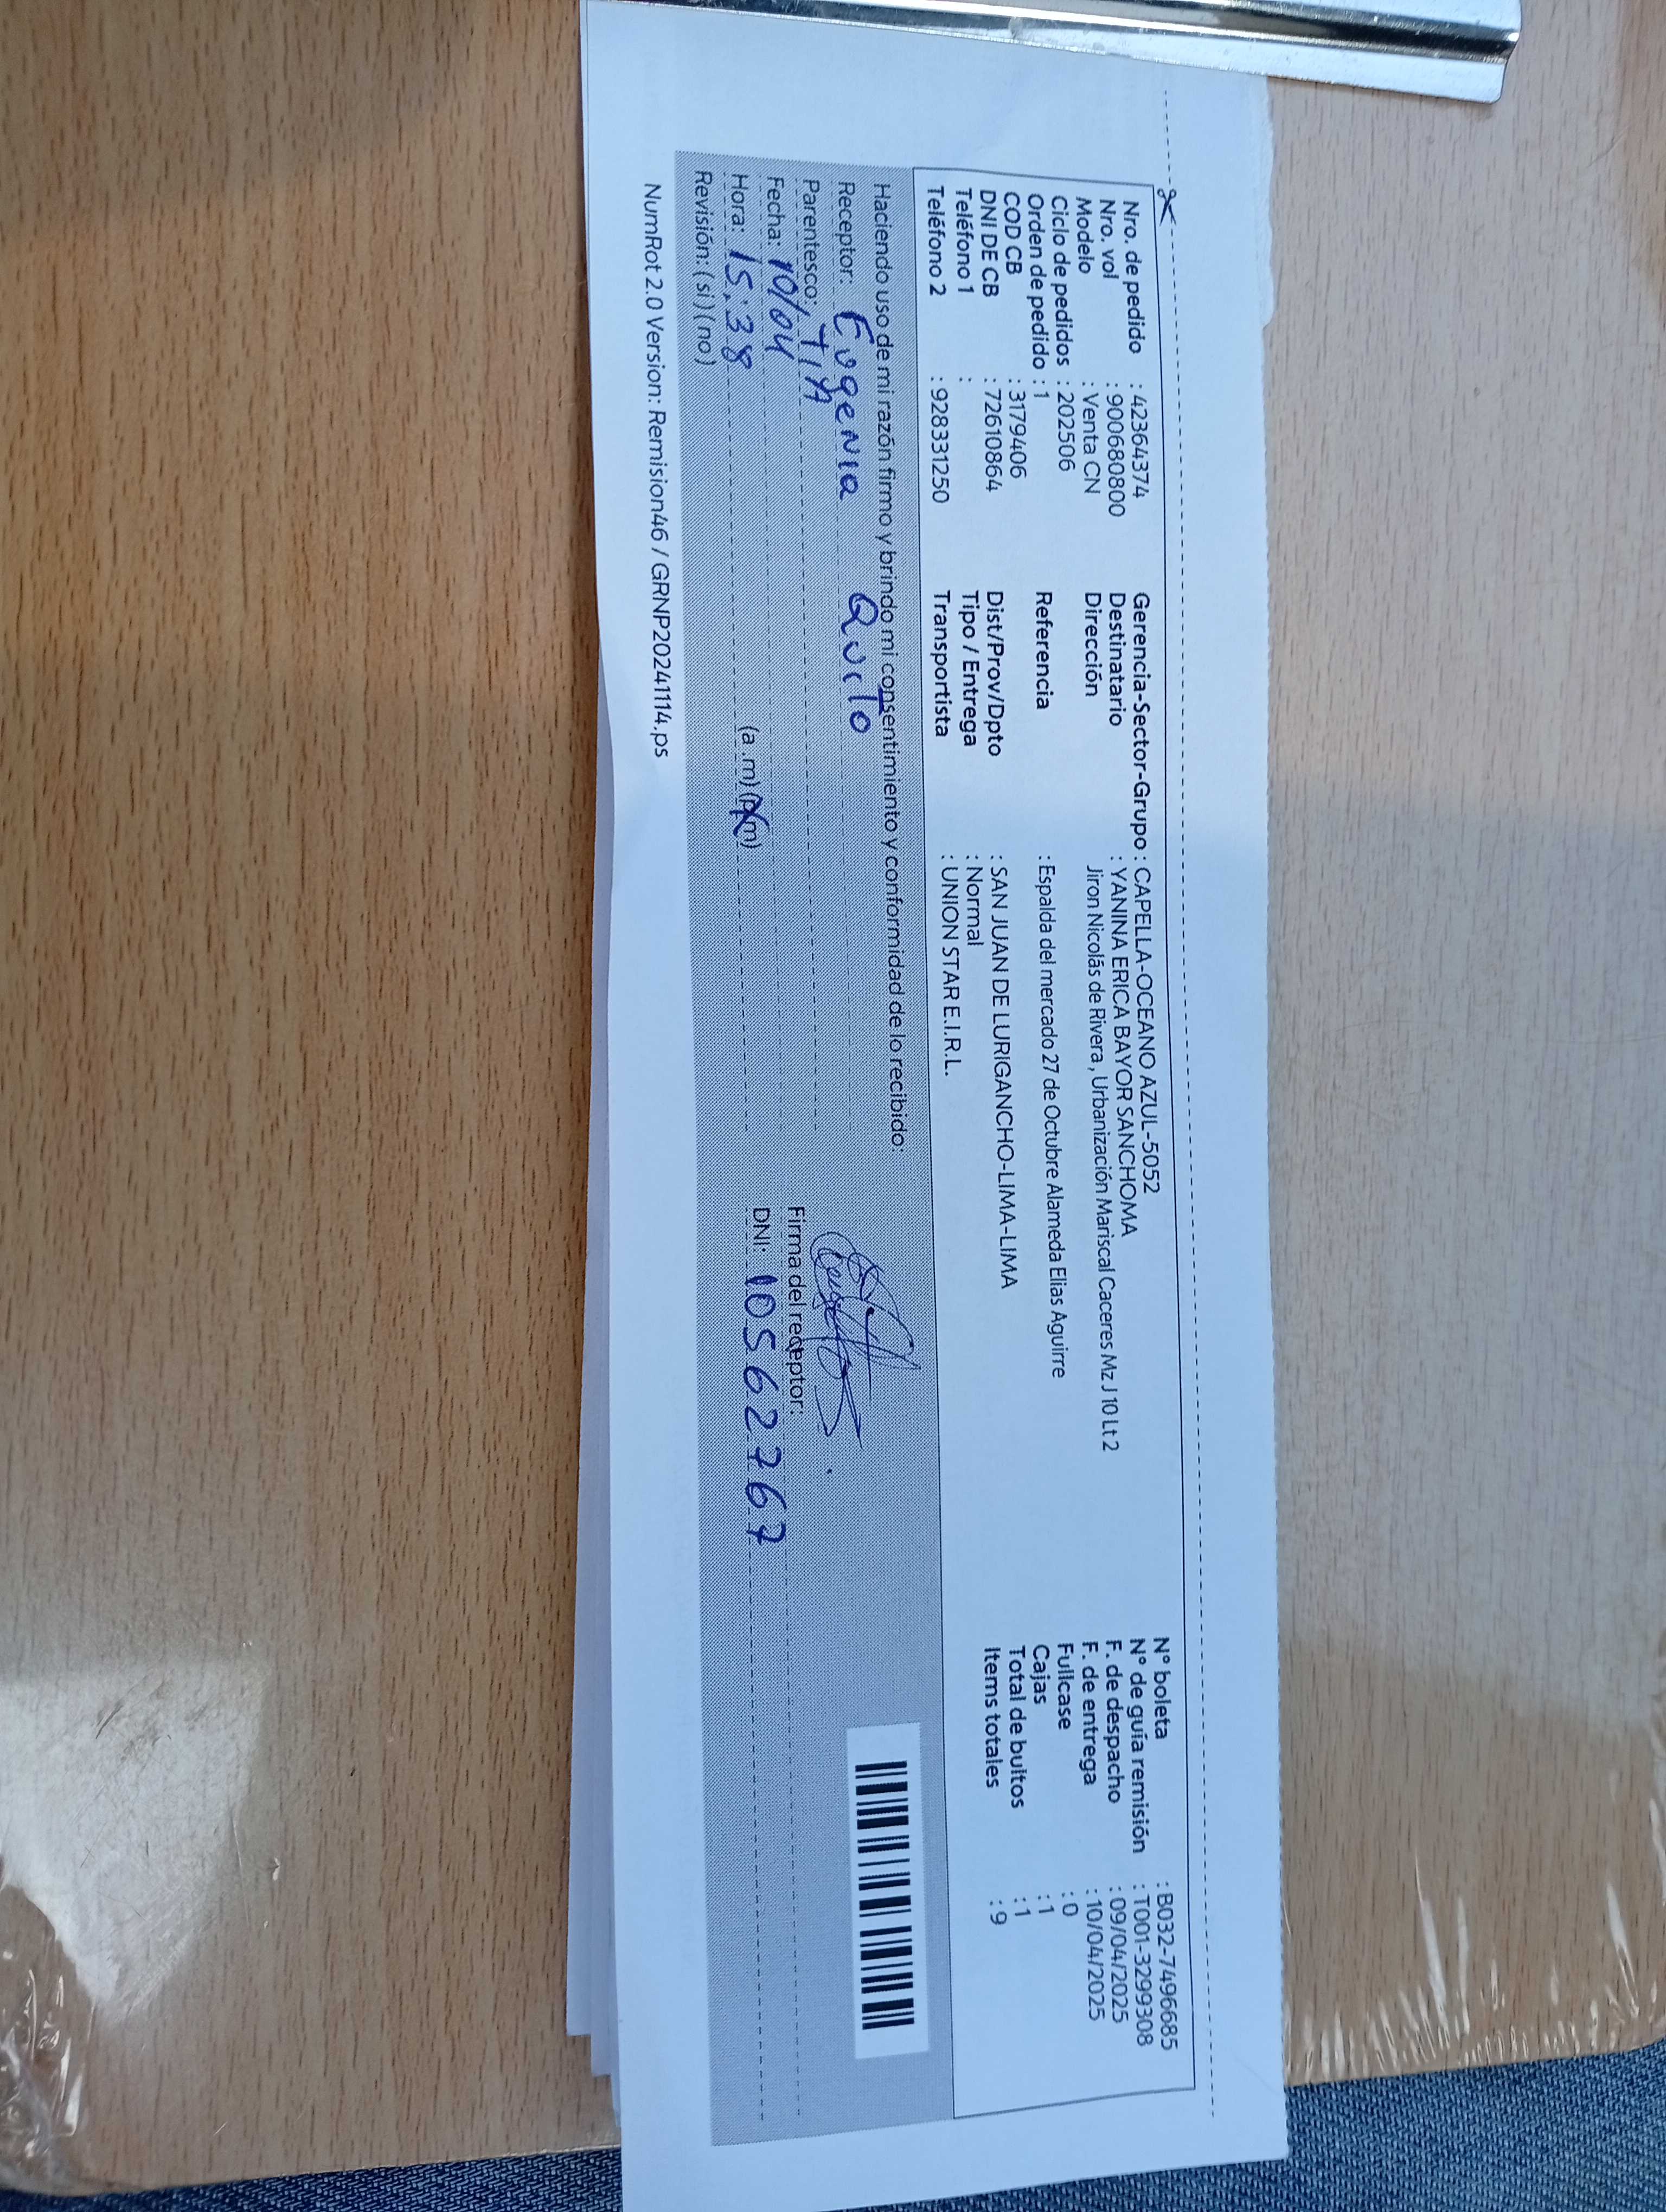 Nro. de pedido : 42364374
Nro. vol : 900680800
Modelo : Venta CN
Ciclo de pedidos : 202506
Orden de pedido : 1
COD CB : 3179406
DNI DE CB : 72610864
Teléfono 1 :
Teléfono 2 : 928331250
Gerencia-Sector-Grupo : CAPELLA-OCEANO AZUL-5052
Destinatario : YANINA ERICA BAYOR SANCHOMA
Dirección Jiron Nicolás de Rivera , Urbanización Mariscal Caceres Mz J 10 Lt 2
Referencia : Espalda del mercado 27 de Octubre Alameda Elias Aguirre
Dist/Prov/Dpto : SAN JUAN DE LURIGANCHO-LIMA-LIMA
Tipo / Entrega : Normal
Transportista : UNION STAR E.I.R.L.
N° boleta : B032-7496685
N° de guía remisión : T001-3299308
F. de despacho : 09/04/2025
F. de entrega : 10/04/2025
Fullcase : 0
Cajas : 1
Total de bultos : 1
Items totales : 9
Haciendo uso de mi razón firmo y brindo mi consentimiento y conformidad de lo recibido:
Receptor: Eugenia Quito
Parentesco: TIA
Fecha: 10/04
Hora: 15:38 (a .m) (p.m)
Revisión: ( si ) ( no )
Firma del receptor:
DNI: 10562767
NumRot 2.0 Version: Remision46 / GRNP20241114.ps